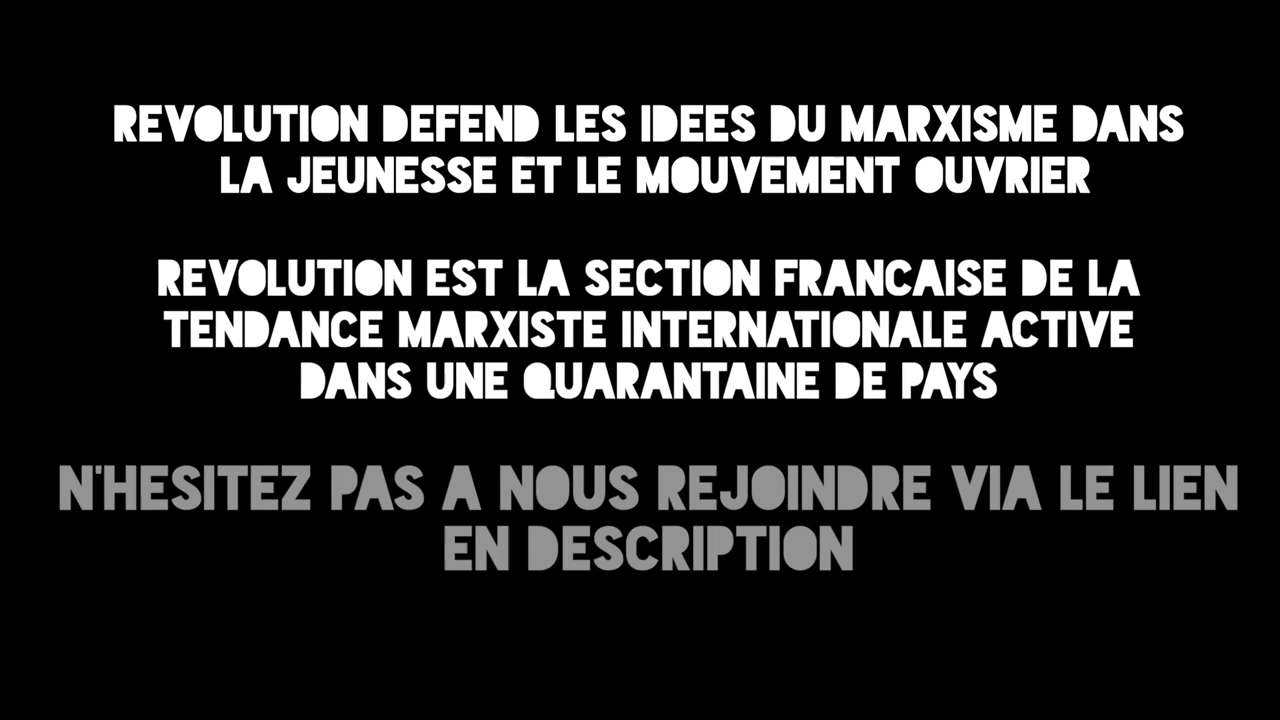 REVOLUTION DEFEND LES IDEES DU MARXISME DANS
LA JEUNESSE ET LE MOUVEMENT OUVRIER
REVOLUTION EST LA SECTION FRANCAISE DE LA
TENDANCE MARXISTE INTERNATIONALE ACTIVE
DANS UNE QUARANTAINE DE PAYS
N'HESITEZ PAS A NOUS REJOINDRE VIA LE LIEN
EN DESCRIPTION